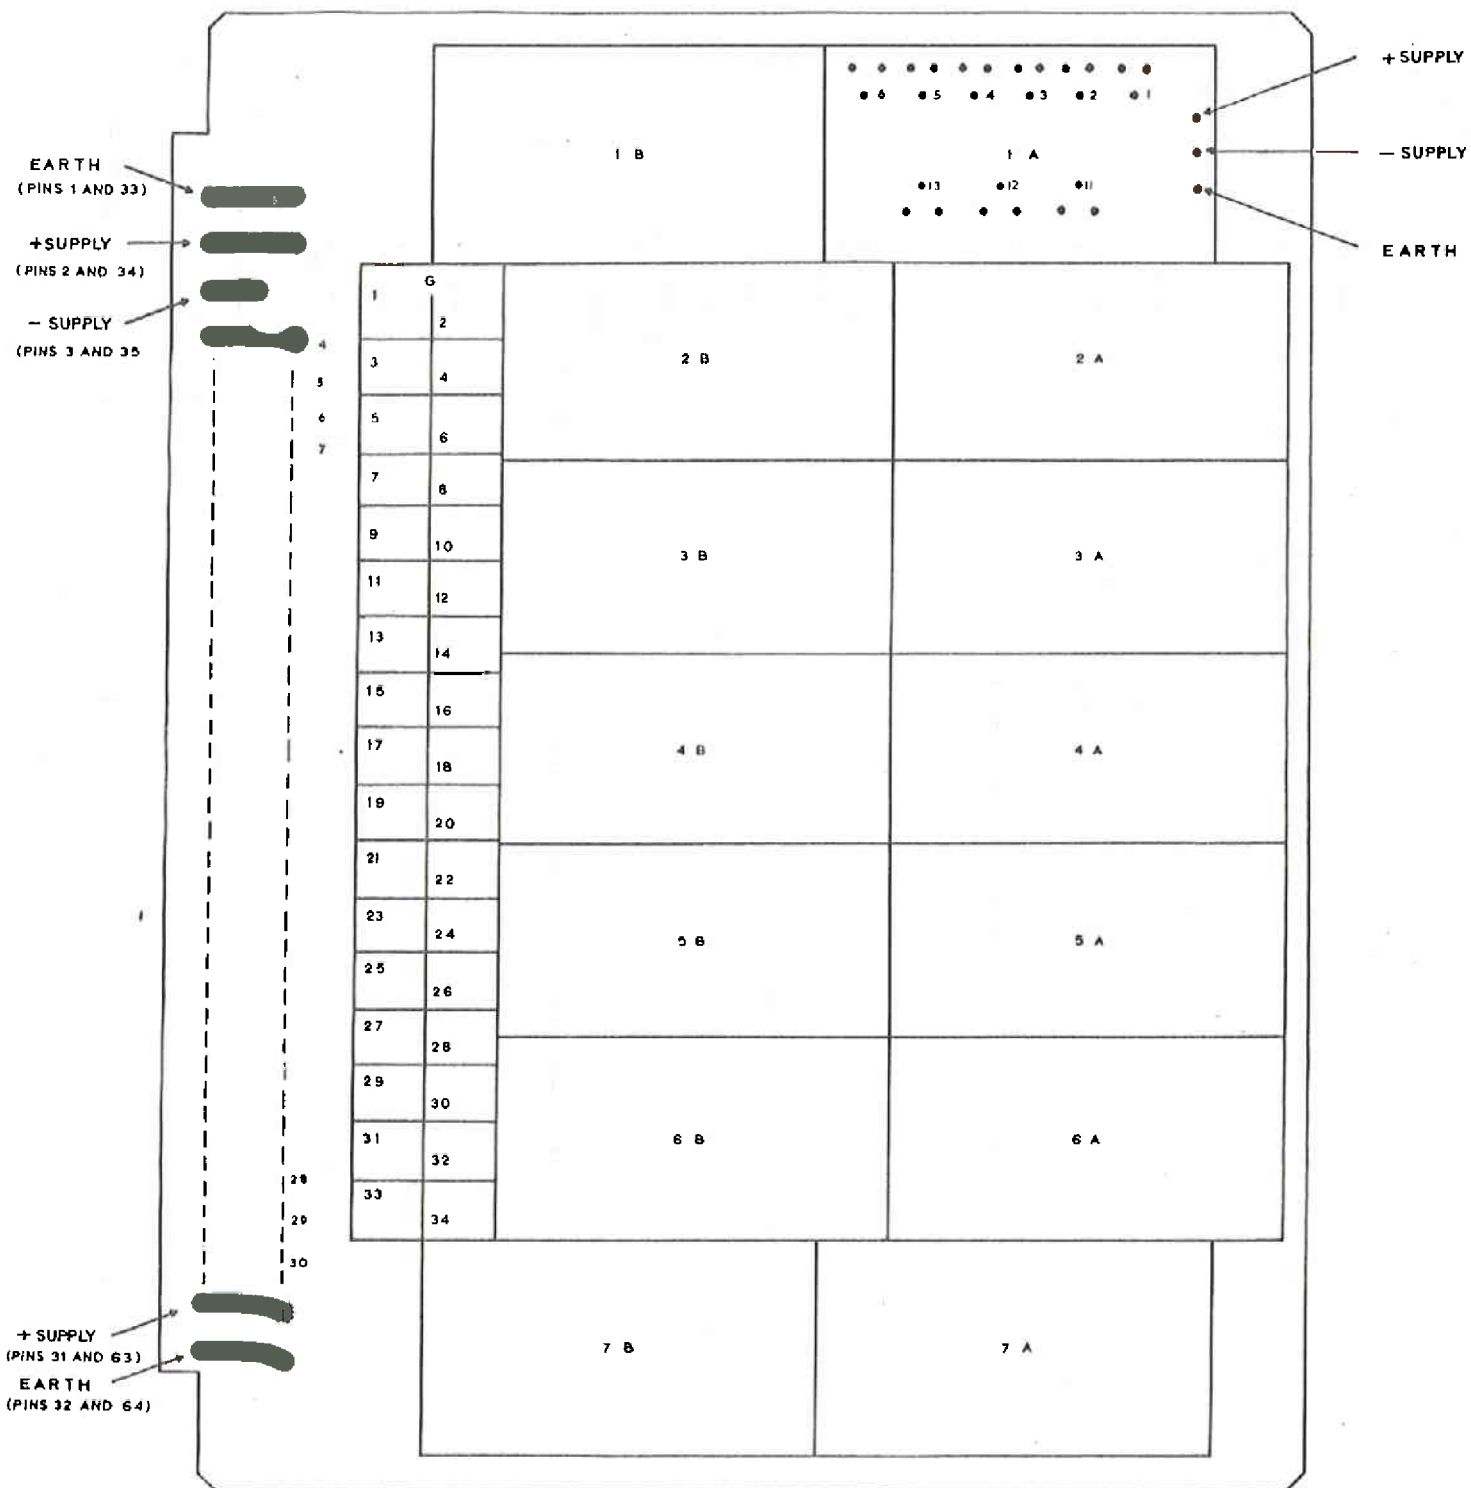 + SUPPLY
6 5 4 3 2 1
1 B
1 A
— SUPPLY
EARTH
(PINS 1 AND 33)
13 12 11
+ SUPPLY
(PINS 2 AND 34)
EARTH
— SUPPLY
(PINS 3 AND 35
4
5
6
7
G
1
2
3
4
5
6
7
8
9
10
11
12
13
14
15
16
17
18
19
20
21
22
23
24
25
26
27
28
29
30
31
32
33
34
2 B
2 A
3 B
3 A
4 B
4 A
5 B
5 A
6 B
6 A
28
29
30
+ SUPPLY
(PINS 31 AND 63)
EARTH
(PINS 32 AND 64)
7 B
7 A